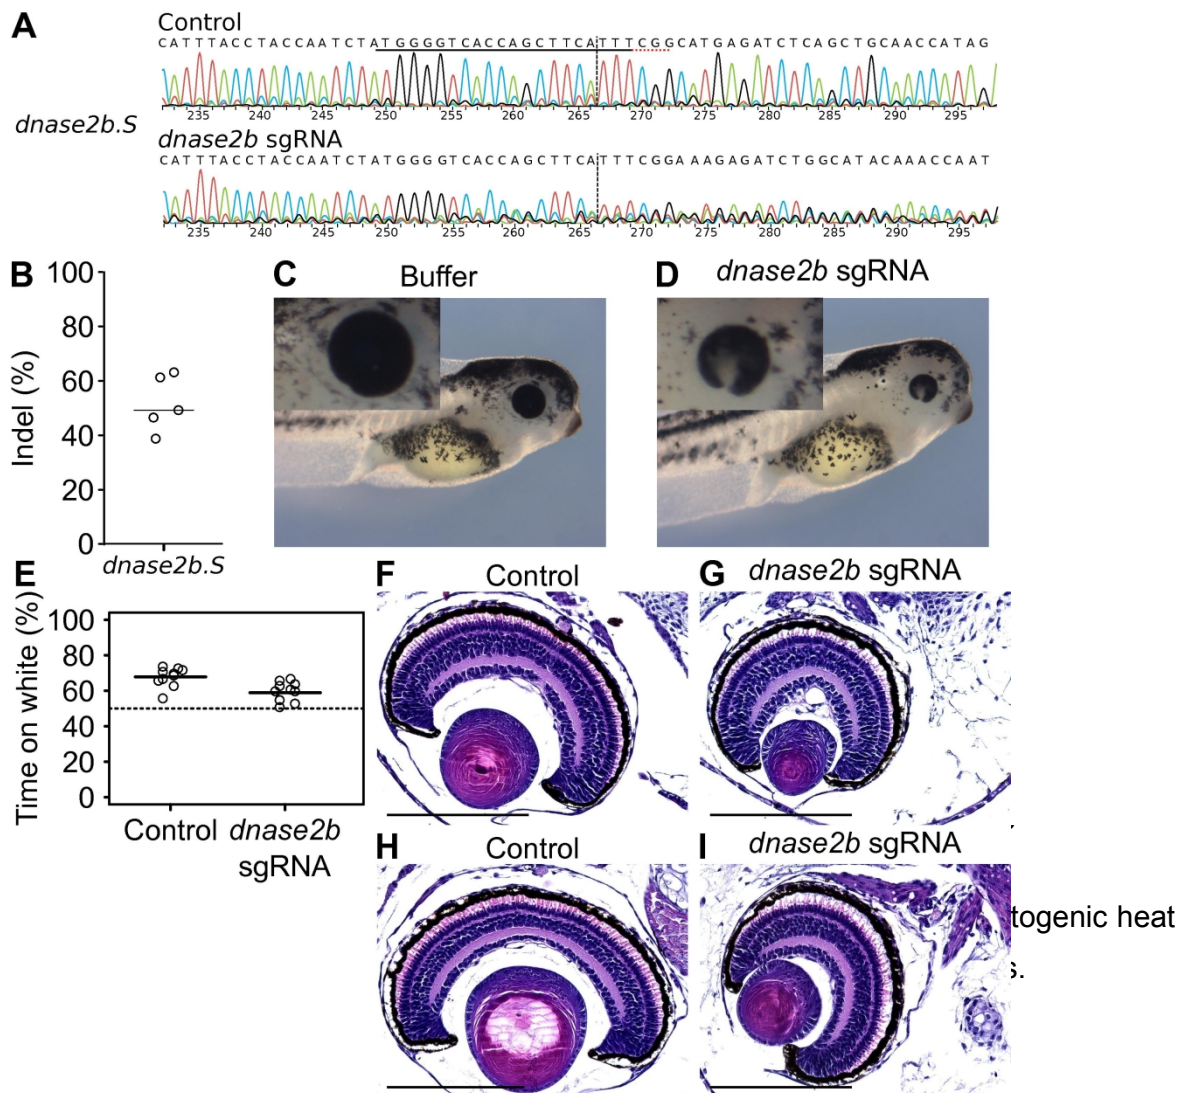 A
Control
CATTTACCTACCAATCTATGGGGTCACCAGCTTCATTTCGGCATGAGATCTCAGCTGCAACCATAG
235 240 245 250 255 260 265 270 275 280 285 290 295
dnase2b.S
dnase2b sgRNA
CATTTACCTACCAATCTATGGGGTCACCAGCTTCATTTCGGAAAGAGATCTGGCATACAAACCAAT
235 240 245 250 255 260 265 270 275 280 285 290 295
B
100
80
60
40
20
0
Indel (%)
dnase2b.S
C
Buffer
D
dnase2b sgRNA
E
100
80
60
40
20
0
Time on white (%)
Control
dnase2b
sgRNA
F
Control
G
dnase2b sgRNA
H
Control
I
dnase2b sgRNA
togenic heat
s.